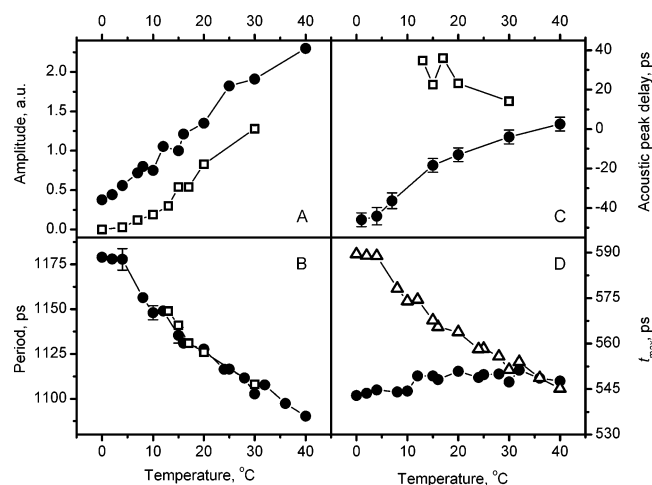 0 10 20 30 40
0 10 20 30 40
2.0
1.5
1.0
0.5
0.0
Amplitude, a.u.
A
40
20
0
-20
-40
Acoustic peak delay, ps
C
1175
1150
1125
1100
Period, ps
B
590
575
560
545
530
tmax, ps
D
0 10 20 30 40
0 10 20 30 40
Temperature, °C
Temperature, °C